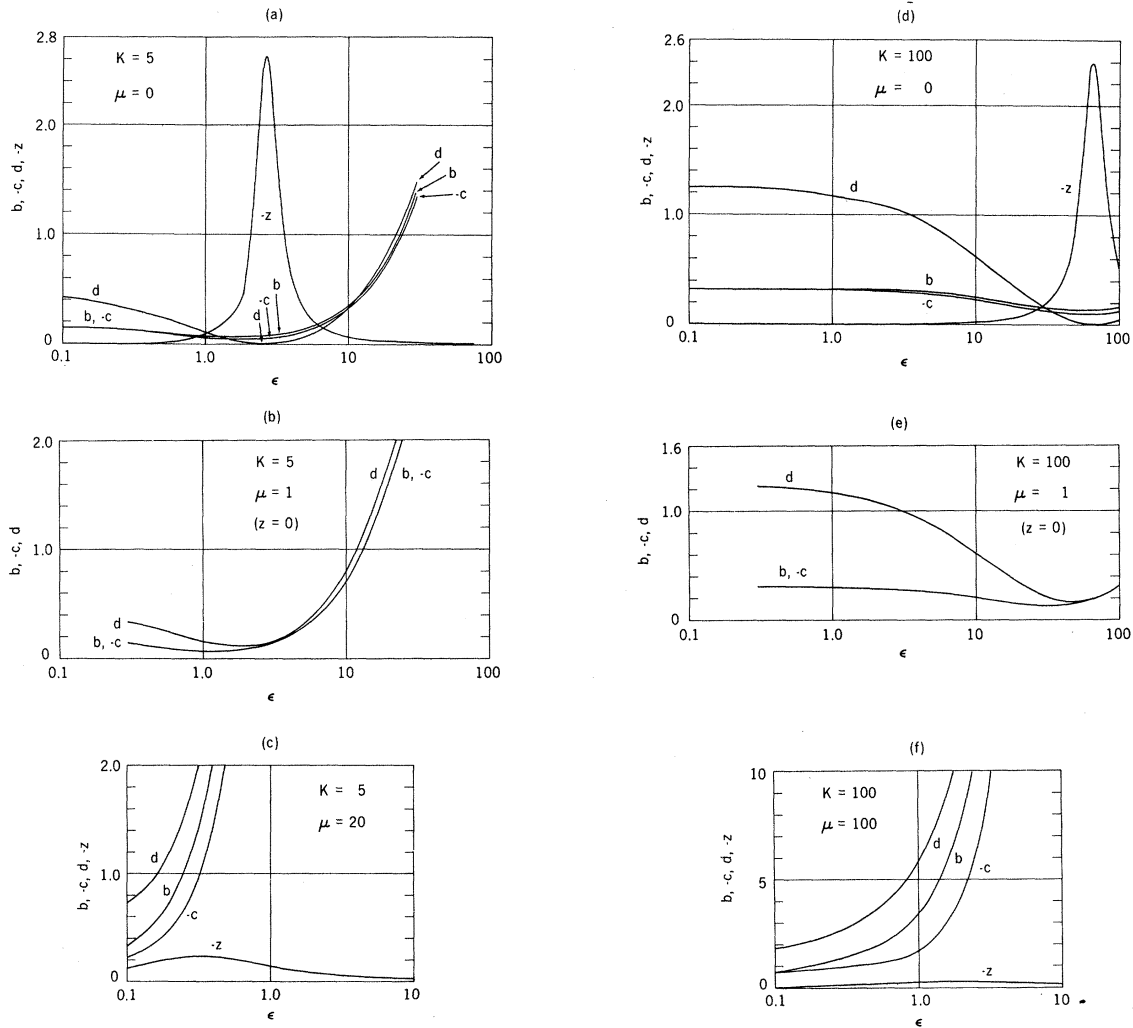 (a)
K = 5
μ = 0
2.8
2.0
1.0
0
b, -c, d, -z
-z
d
b
-c
d
b, -c
-c
b
d
0.1
1.0
10
100
ϵ
(d)
K = 100
μ = 0
2.6
2.0
1.0
0
b, -c, d, -z
d
-z
b
-c
0.1
1.0
10
100
ϵ
(b)
K = 5
μ = 1
(z = 0)
2.0
1.0
0
b, -c, d
d
b, -c
d
b, -c
0.1
1.0
10
100
ϵ
(e)
K = 100
μ = 1
(z = 0)
1.6
1.0
0
b, -c, d
d
b, -c
0.1
1.0
10
100
ϵ
(c)
K = 5
μ = 20
2.0
1.0
0
b, -c, d, -z
d
b
-c
-z
0.1
1.0
10
ϵ
(f)
K = 100
μ = 100
10
5
0
b, -c, d, -z
d
b
-c
-z
0.1
1.0
10
ϵ